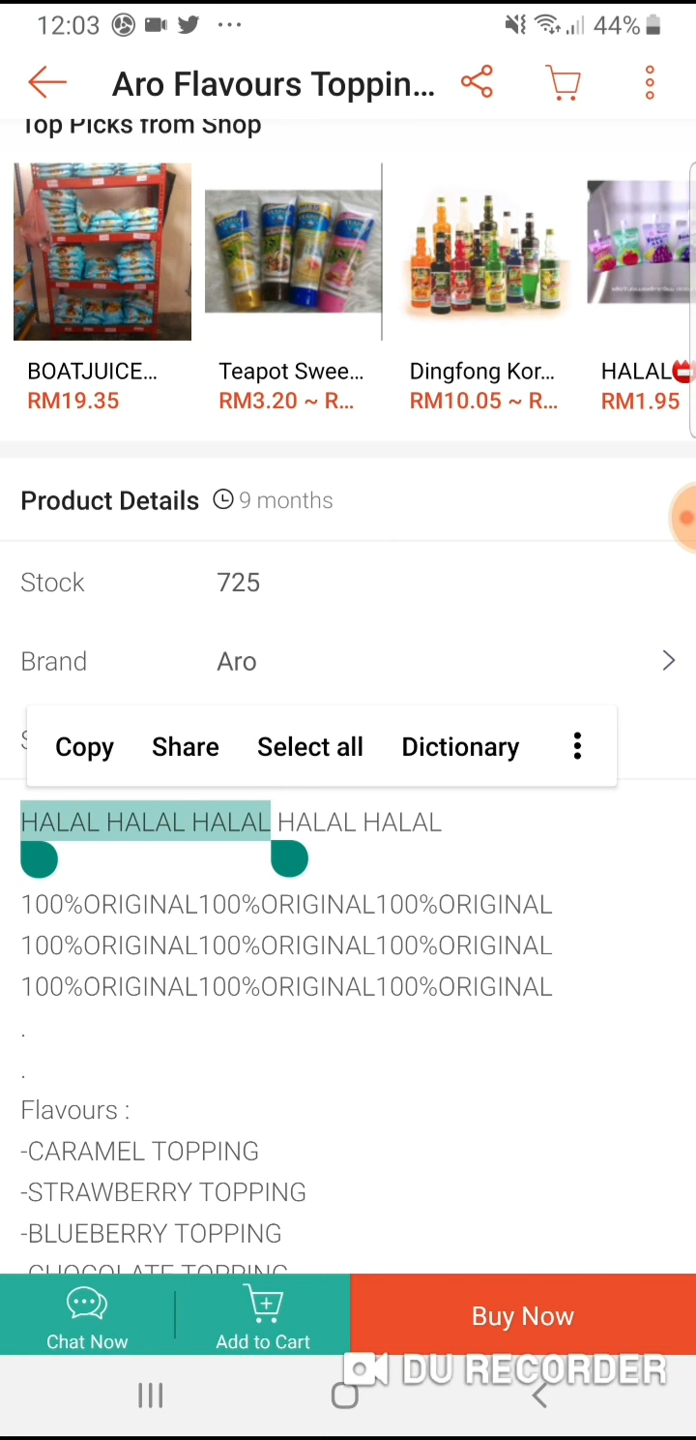 12:03 ... 44%
Aro Flavours Toppin...
Top Picks from Shop
BOATJUICE... Teapot Swee... Dingfong Kor... HALAL
RM19.35 RM3.20 ~ R... RM10.05 ~ R... RM1.95
Product Details 9 months
Stock 725
Brand Aro
Copy Share Select all Dictionary
HALAL HALAL HALAL HALAL HALAL
100%ORIGINAL100%ORIGINAL100%ORIGINAL
100%ORIGINAL100%ORIGINAL100%ORIGINAL
100%ORIGINAL100%ORIGINAL100%ORIGINAL
.
.
Flavours :
-CARAMEL TOPPING
-STRAWBERRY TOPPING
-BLUEBERRY TOPPING
-CHOCOLATE TOPPING
Chat Now Add to Cart Buy Now
DU RECORDER